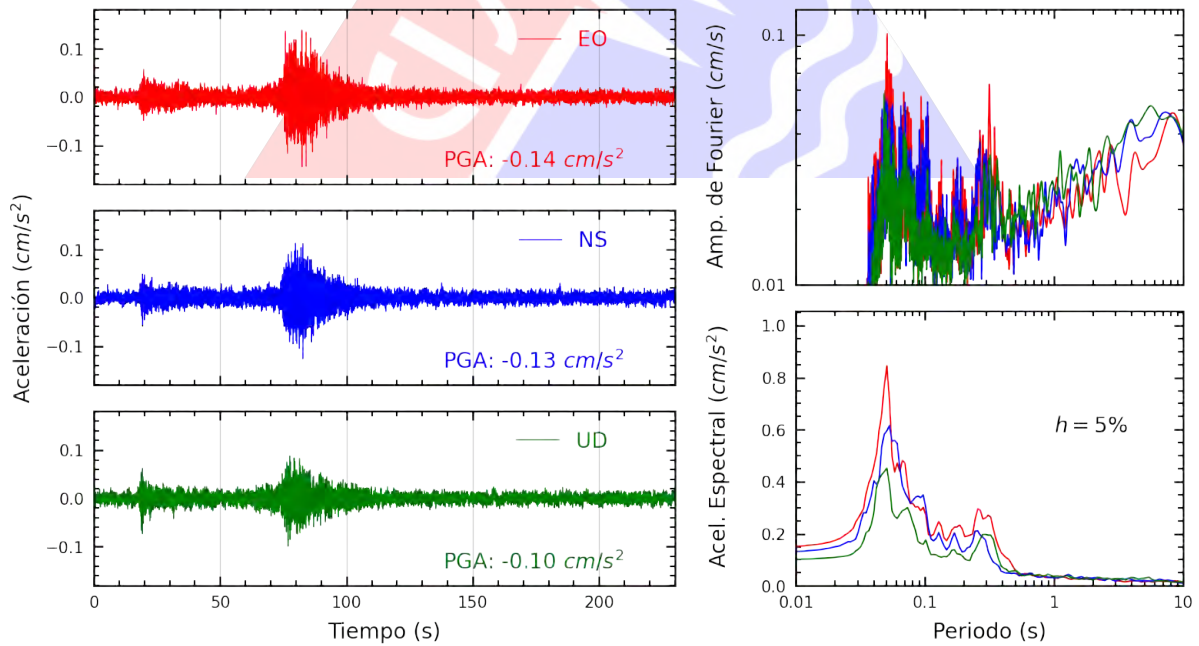 Aceleración (cm/s²)
0.1
0.0
−0.1
EO
PGA: -0.14 cm/s²
0.1
0.0
−0.1
NS
PGA: -0.13 cm/s²
0.1
0.0
−0.1
UD
PGA: -0.10 cm/s²
0 50 100 150 200
Tiempo (s)
Amp. de Fourier (cm/s)
0.1
0.01
Acel. Espectral (cm/s²)
1.0
0.8
0.6
0.4
0.2
0.0
h = 5%
0.01 0.1 1 10
Periodo (s)